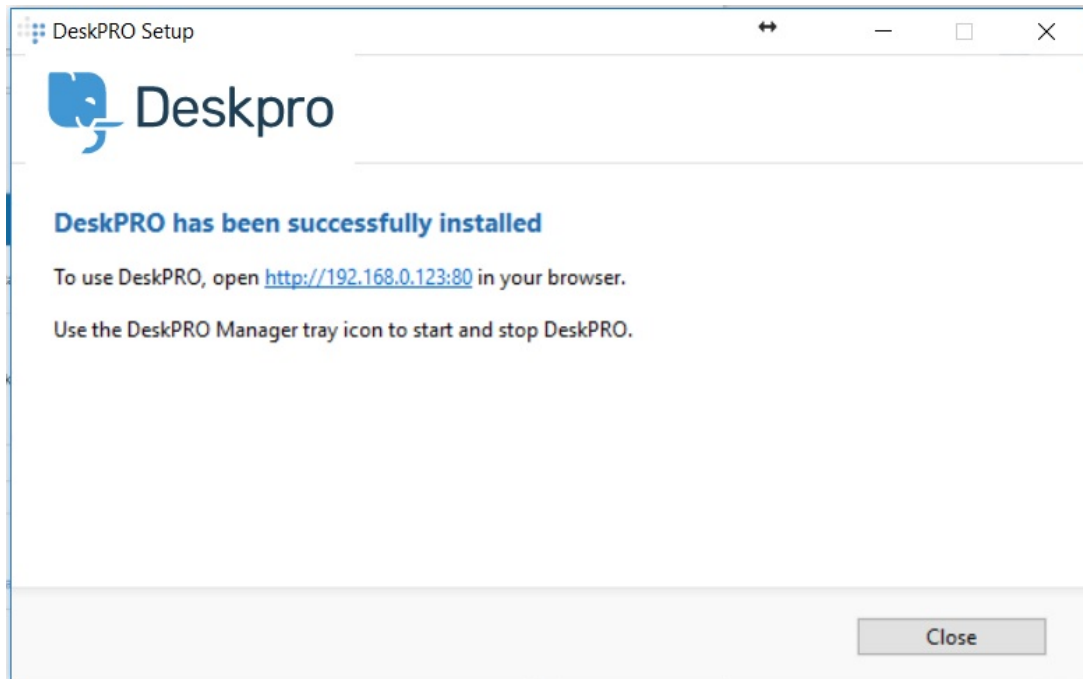 DeskPRO Setup
Deskpro
DeskPRO has been successfully installed
To use DeskPRO, open http://192.168.0.123:80 in your browser.
Use the DeskPRO Manager tray icon to start and stop DeskPRO.
Close